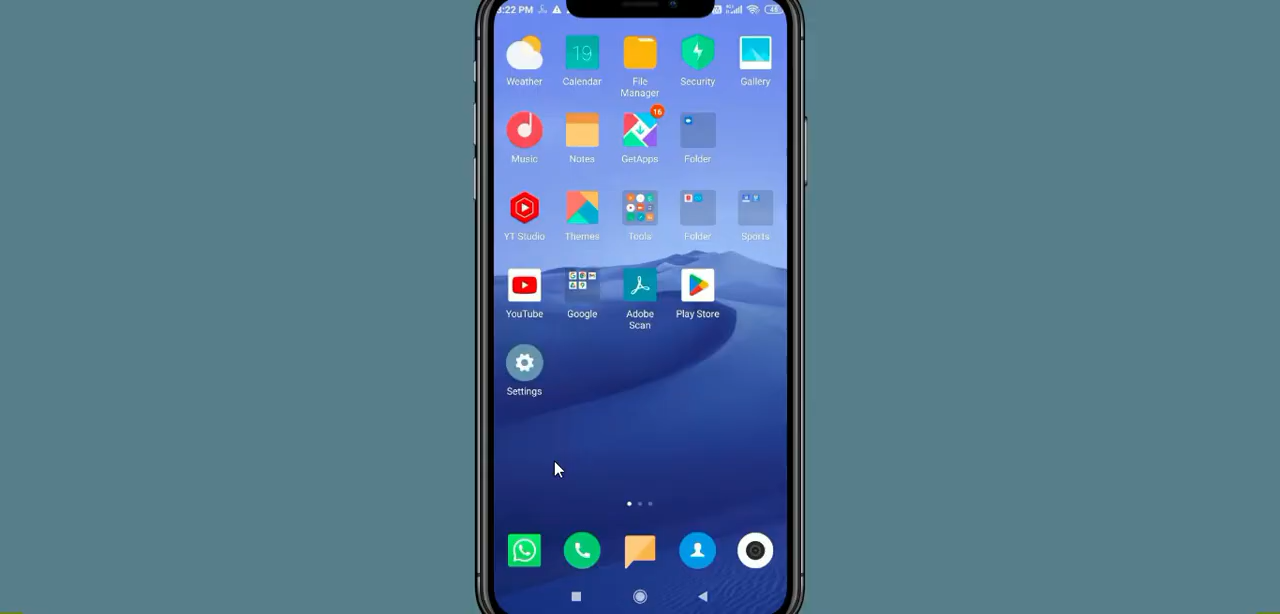 :22 PM
Weather
Calendar
File
Manager
Security
Gallery
19
Music
Notes
GetApps
Folder
16
YT Studio
Themes
Tools
Folder
Sports
YouTube
Google
Adobe
Scan
Play Store
Settings